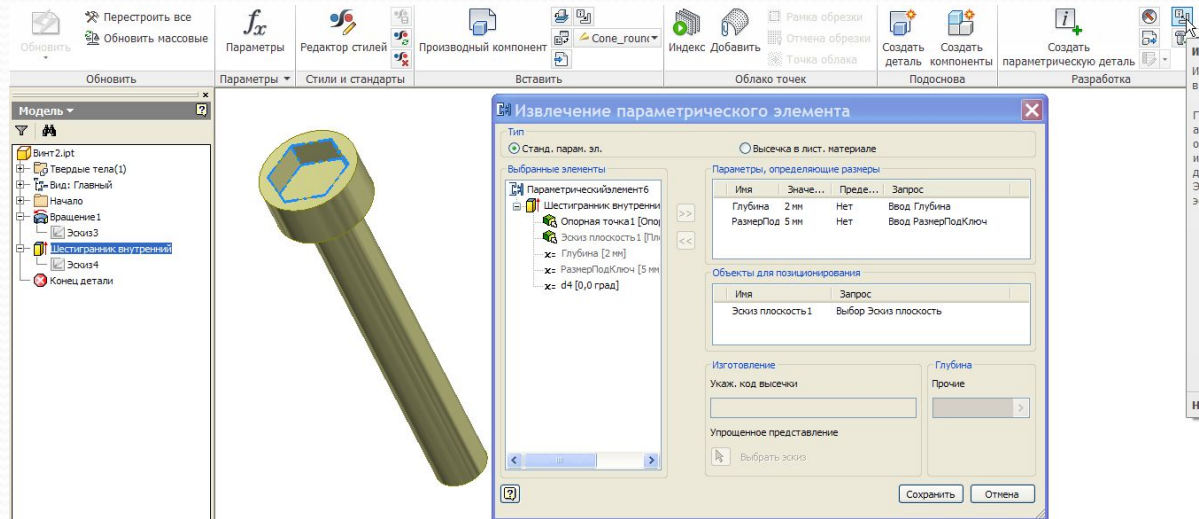 Обновить
Перестроить все
Обновить массовые
Обновить
fx
Параметры
Параметры
Редактор стилей
Стили и стандарты
Производный компонент
Cone_round
Вставить
Индекс
Добавить
Рамка обрезки
Отмена обрезки
Точка облака
Облако точек
Создать деталь
Создать компоненты
Подоснова
Создать
параметрическую деталь
Разработка
Модель
Винт2.ipt
Твердые тела(1)
Вид: Главный
Начало
Вращение1
Эскиз3
Шестигранник внутренний
Эскиз4
Конец детали
Извлечение параметрического элемента
Тип
Станд. парам. эл.
Высечка в лист. материале
Выбранные элементы
Параметрическийэлемент6
Шестигранник внутренни
Опорная точка1 [Опо
Эскиз плоскость1 [Пл
x= Глубина [2 мм]
x= РазмерПодКлюч [5 мм
x= d4 [0,0 град]
>>
<<
Параметры, определяющие размеры
Имя Значе... Преде... Запрос
Глубина 2 мм Нет Ввод Глубина
РазмерПод 5 мм Нет Ввод РазмерПодКлюч
Объекты для позиционирования
Имя Запрос
Эскиз плоскость1 Выбор Эскиз плоскость
Изготовление
Укаж. код высечки
Упрощенное представление
Выбрать эскиз
Глубина
Прочие
Сохранить
Отмена